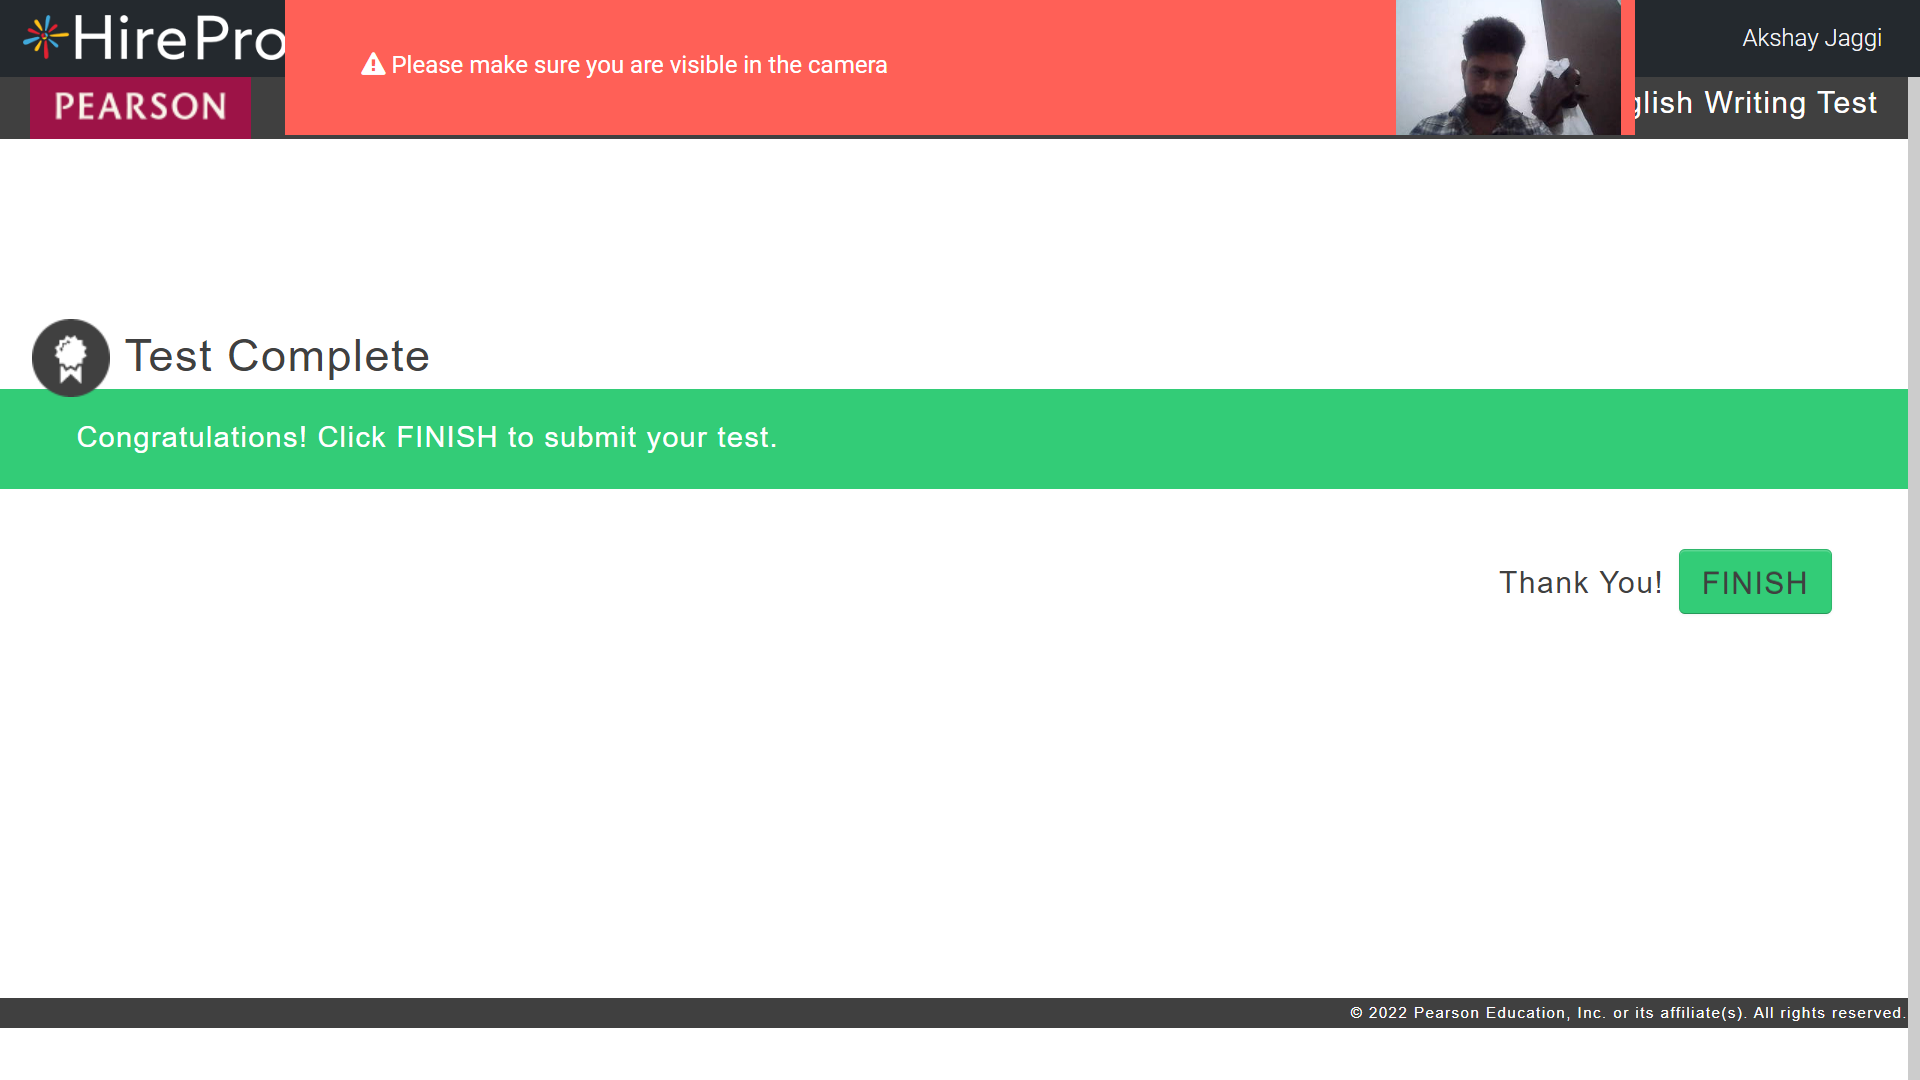 HirePro
Please make sure you are visible in the camera
Akshay Jaggi
PEARSON
Writing Test
Test Complete
Congratulations! Click FINISH to submit your test.
Thank You!
FINISH
© 2022 Pearson Education, Inc. or its affiliate(s). All rights reserved.